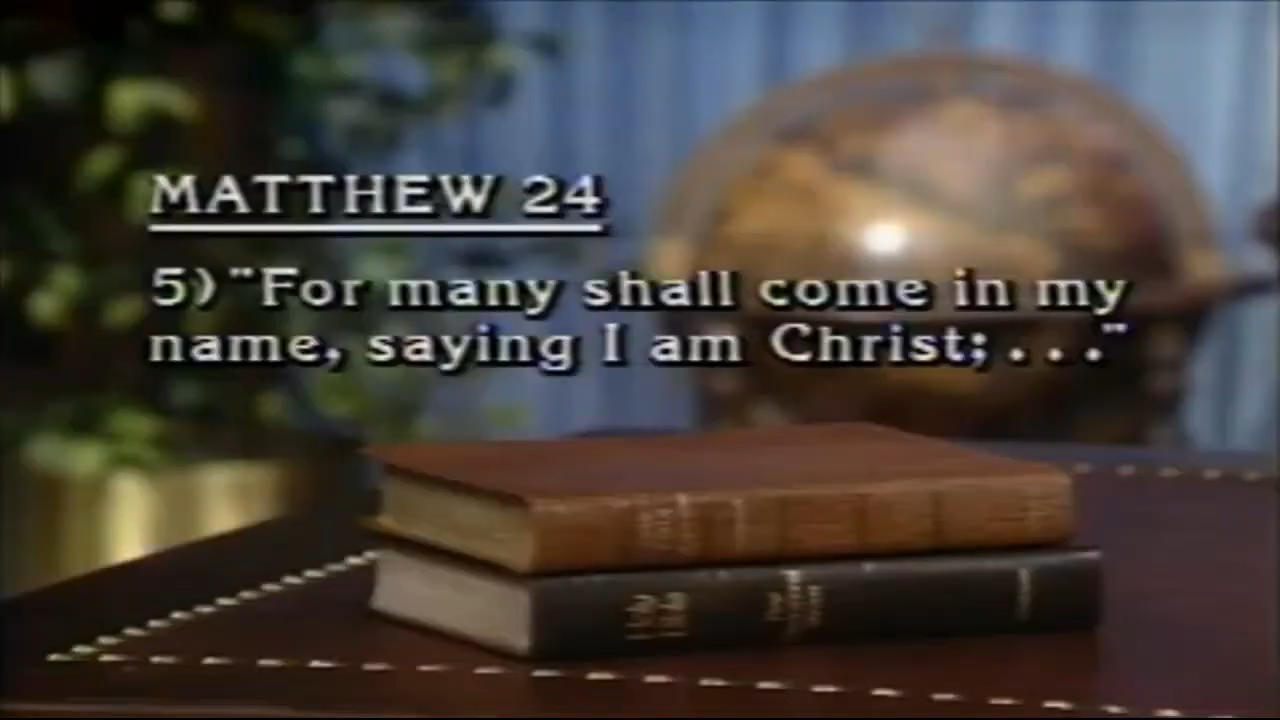 MATTHEW 24
5) "For many shall come in my
name, saying I am Christ; . . ."